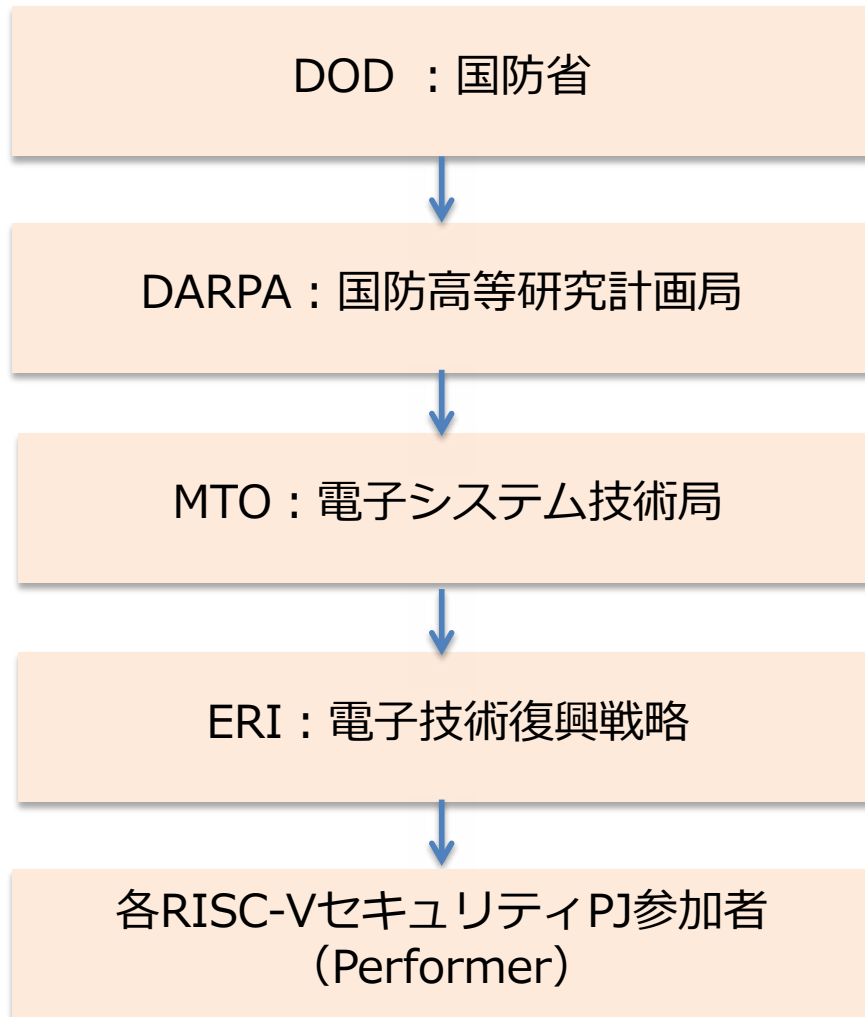 DOD ：国防省
DARPA：国防高等研究計画局
MTO：電子システム技術局
ERI：電子技術復興戦略
各RISC-VセキュリティPJ参加者
（Performer）